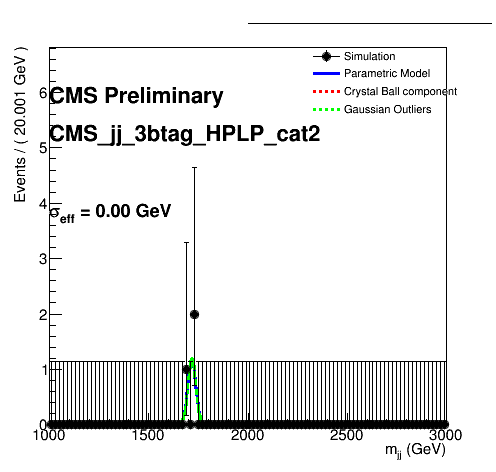 Simulation
Parametric Model
Crystal Ball component
Gaussian Outliers
CMS Preliminary
CMS_jj_3btag_HPLP_cat2
σeff = 0.00 GeV
Events / ( 20.001 GeV )
6
5
4
3
2
1
0
1000 1500 2000 2500 3000
mjj (GeV)